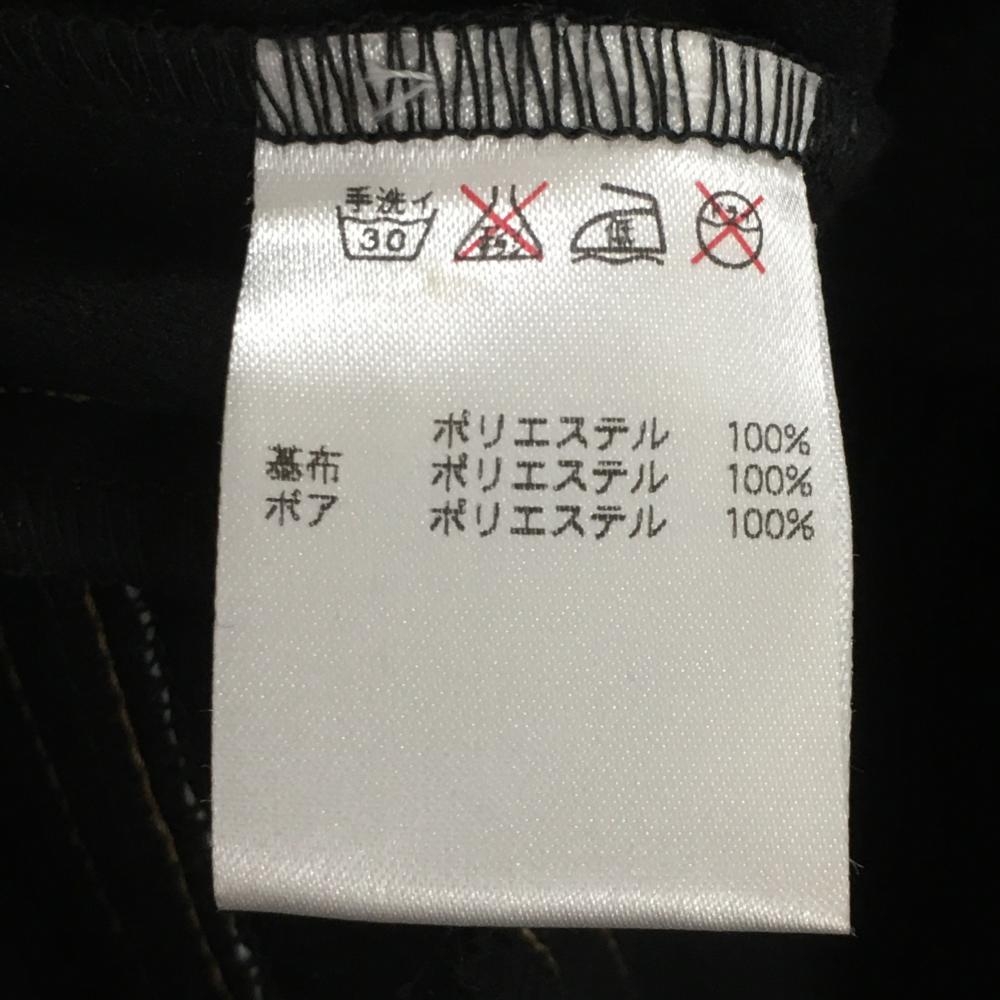 手洗イ
30 エンソ 低 ドライ
ポリエステル 100%
基布 ポリエステル 100%
ボア ポリエステル 100%